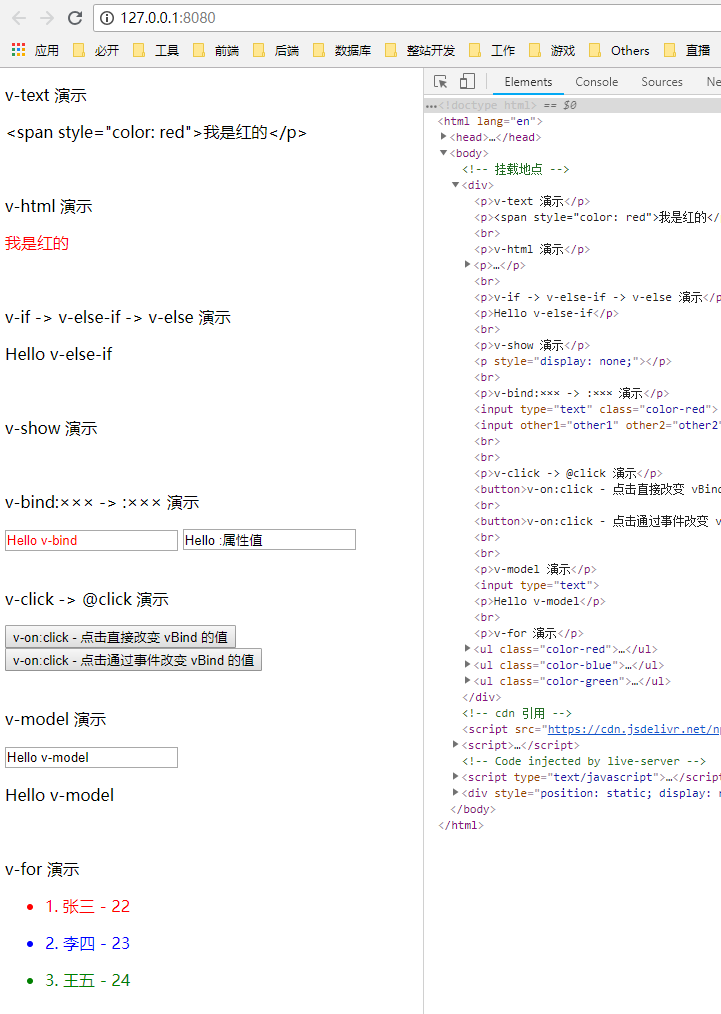 127.0.0.1:8080
应用 必开 工具 前端 后端 数据库 整站开发 工作 游戏 Others 直播
v-text 演示
<span style="color: red">我是红的</p>
v-html 演示
我是红的
v-if -> v-else-if -> v-else 演示
Hello v-else-if
v-show 演示
v-bind:××× -> :××× 演示
Hello v-bind Hello :属性值
v-click -> @click 演示
v-on:click - 点击直接改变 vBind 的值
v-on:click - 点击通过事件改变 vBind 的值
v-model 演示
Hello v-model
Hello v-model
v-for 演示
1. 张三 - 22
2. 李四 - 23
3. 王五 - 24
Elements Console Sources Ne
…<!doctype html> == $0
<html lang="en">
<head>…</head>
<body>
<!-- 挂载地点 -->
<div>
<p>v-text 演示</p>
<p><span style="color: red">我是红的</
<br>
<p>v-html 演示</p>
<p>…</p>
<br>
<p>v-if -> v-else-if -> v-else 演示</p
<p>Hello v-else-if</p>
<br>
<p>v-show 演示</p>
<p style="display: none;"></p>
<br>
<p>v-bind:××× -> :××× 演示</p>
<input type="text" class="color-red">
<input other1="other1" other2="other2"
<br>
<br>
<p>v-click -> @click 演示</p>
<button>v-on:click - 点击直接改变 vBind
<br>
<button>v-on:click - 点击通过事件改变 v
<br>
<br>
<p>v-model 演示</p>
<input type="text">
<p>Hello v-model</p>
<br>
<p>v-for 演示</p>
<ul class="color-red">…</ul>
<ul class="color-blue">…</ul>
<ul class="color-green">…</ul>
</div>
<!-- cdn 引用 -->
<script src="https://cdn.jsdelivr.net/np
<script>…</script>
<!-- Code injected by live-server -->
<script type="text/javascript">…</script
<div style="position: static; display: n
</body>
</html>